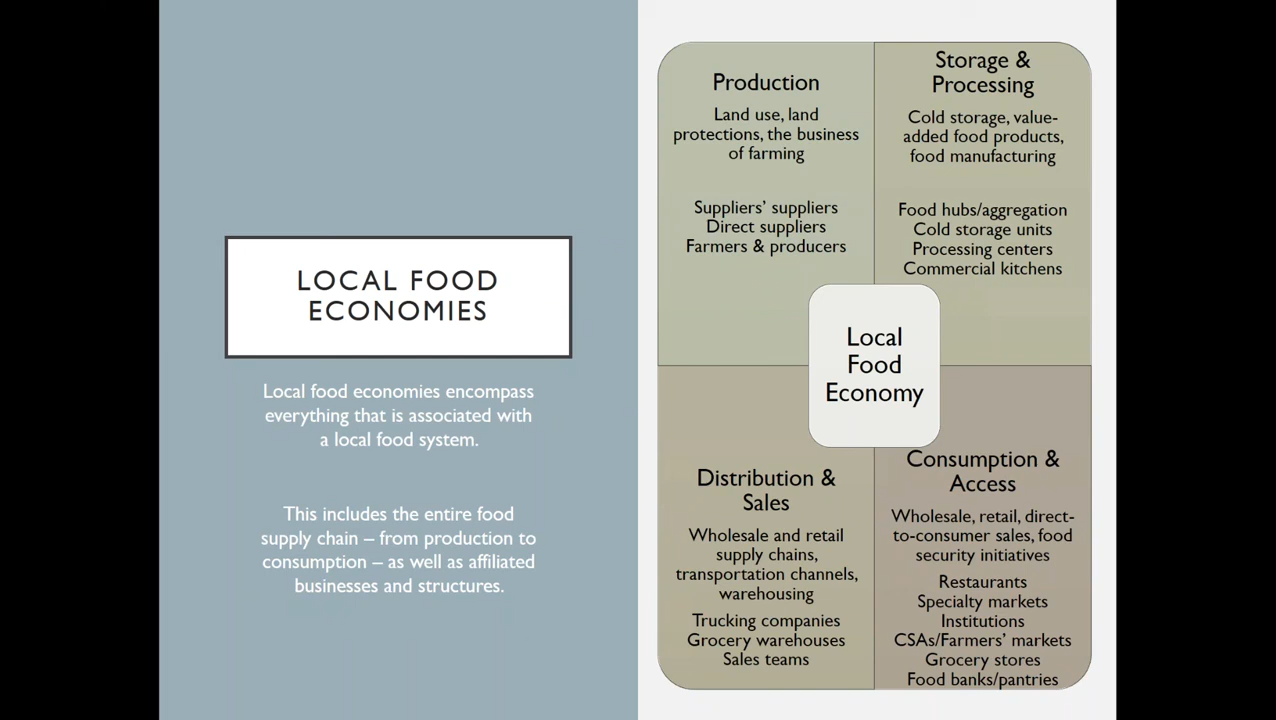 LOCAL FOOD
ECONOMIES
Local food economies encompass
everything that is associated with
a local food system.
This includes the entire food
supply chain – from production to
consumption – as well as affiliated
businesses and structures.
Production
Land use, land
protections, the business
of farming
Suppliers’ suppliers
Direct suppliers
Farmers & producers
Storage &
Processing
Cold storage, value-
added food products,
food manufacturing
Food hubs/aggregation
Cold storage units
Processing centers
Commercial kitchens
Local
Food
Economy
Distribution &
Sales
Wholesale and retail
supply chains,
transportation channels,
warehousing
Trucking companies
Grocery warehouses
Sales teams
Consumption &
Access
Wholesale, retail, direct-
to-consumer sales, food
security initiatives
Restaurants
Specialty markets
Institutions
CSAs/Farmers’ markets
Grocery stores
Food banks/pantries